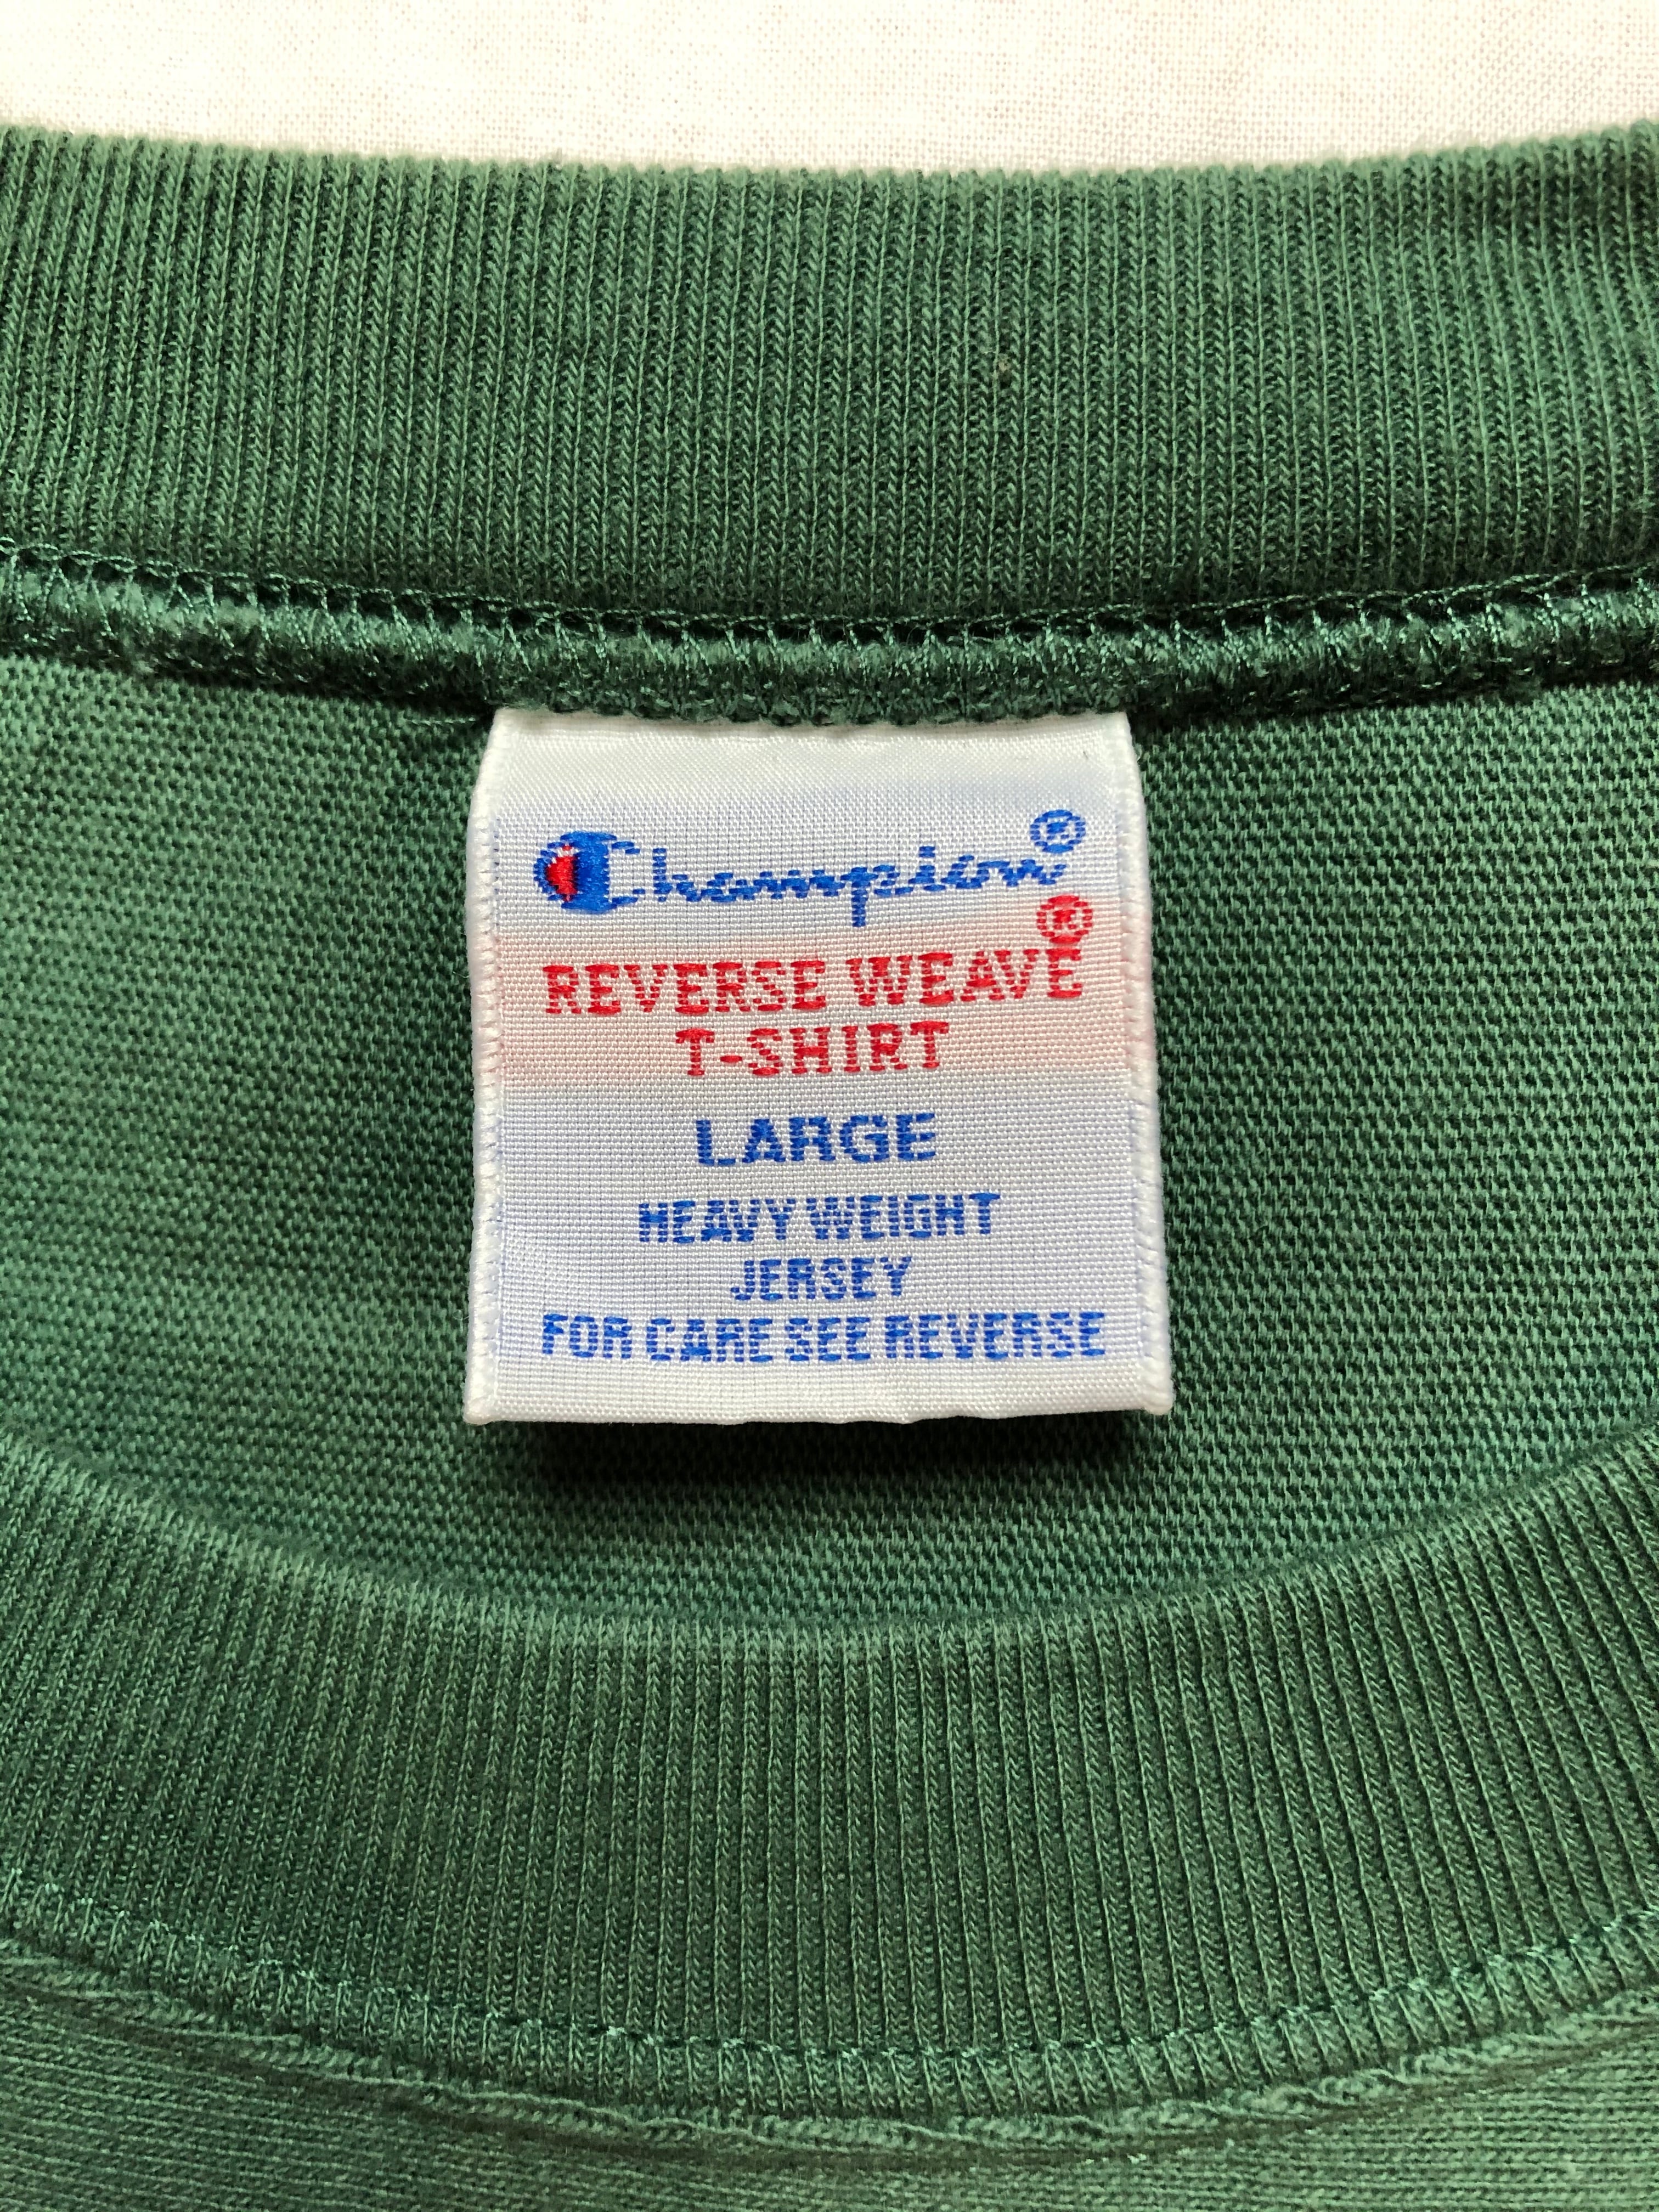 Champion®
REVERSE WEAVE®
T-SHIRT
LARGE
HEAVY WEIGHT
JERSEY
FOR CARE SEE REVERSE